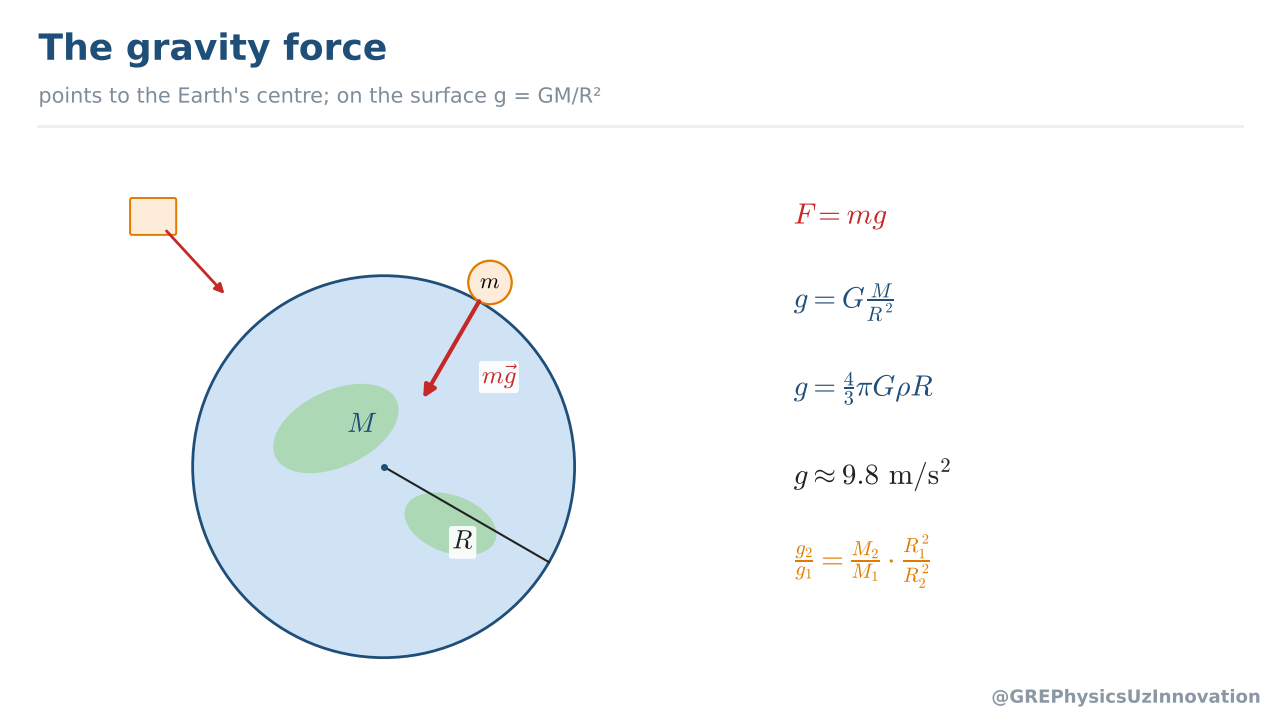 The gravity force
points to the Earth's centre; on the surface g = GM/R²
F = mg
m
g = G M/R²
m\vec{g}
g = 4/3 πGρR
M
g ≈ 9.8 m/s²
R
g₂/g₁ = M₂/M₁ · R₁²/R₂²
@GREPhysicsUzInnovation